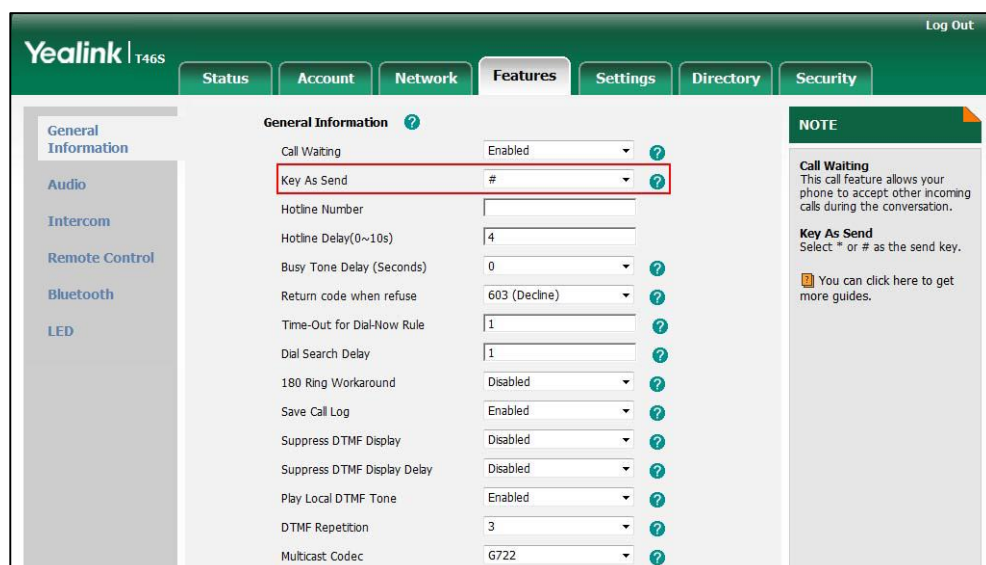 Log Out
Yealink | T46S
Status Account Network Features Settings Directory Security
General
Information
Audio
Intercom
Remote Control
Bluetooth
LED
General Information ?
Call Waiting Enabled ?
Key As Send # ?
Hotline Number
Hotline Delay(0~10s) 4
Busy Tone Delay (Seconds) 0 ?
Return code when refuse 603 (Decline) ?
Time-Out for Dial-Now Rule 1 ?
Dial Search Delay 1 ?
180 Ring Workaround Disabled ?
Save Call Log Enabled ?
Suppress DTMF Display Disabled ?
Suppress DTMF Display Delay Disabled ?
Play Local DTMF Tone Enabled ?
DTMF Repetition 3 ?
Multicast Codec G722 ?
NOTE
Call Waiting
This call feature allows your
phone to accept other incoming
calls during the conversation.
Key As Send
Select * or # as the send key.
? You can click here to get
more guides.